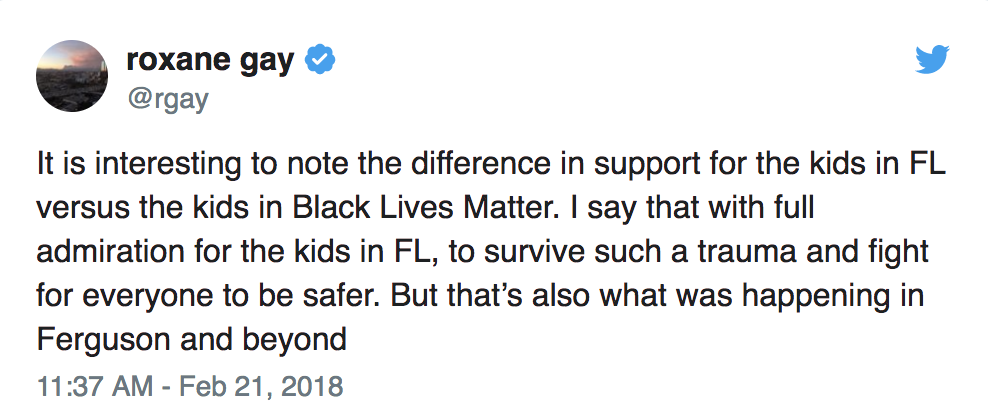 roxane gay
@rgay
It is interesting to note the difference in support for the kids in FL
versus the kids in Black Lives Matter. I say that with full
admiration for the kids in FL, to survive such a trauma and fight
for everyone to be safer. But that’s also what was happening in
Ferguson and beyond
11:37 AM - Feb 21, 2018